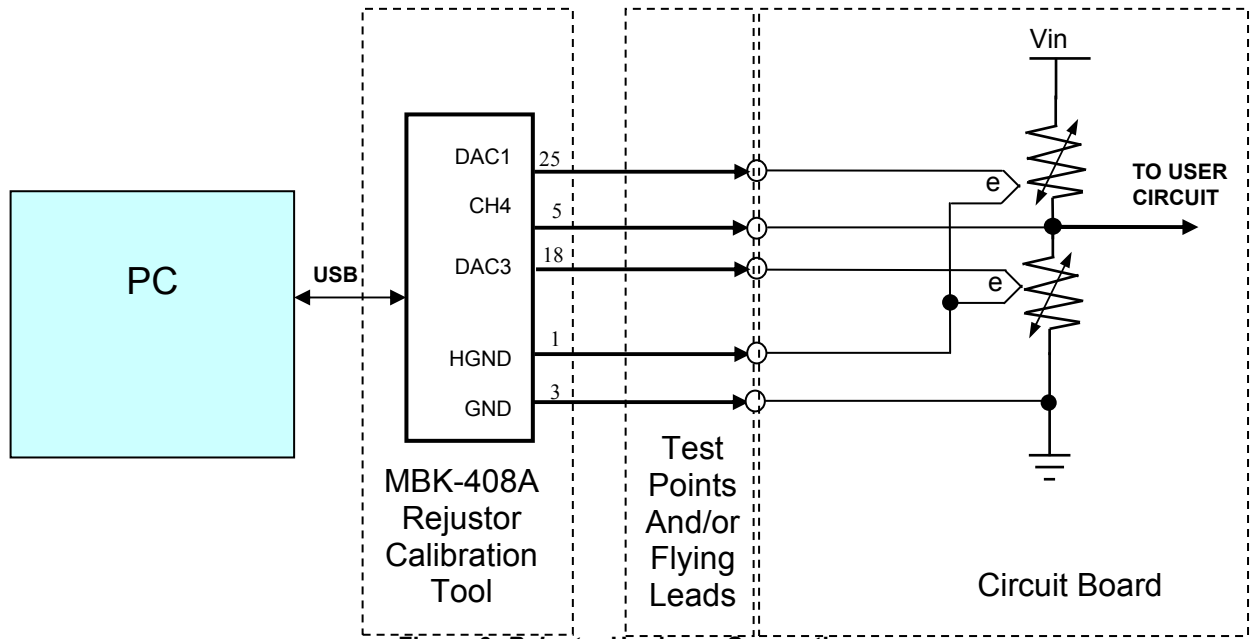 Vin
DAC1
25
TO USER
CIRCUIT
e
CH4
5
PC
USB
DAC3
18
e
HGND
1
GND
3
Test
Points
And/or
Flying
Leads
MBK-408A
Rejustor
Calibration
Tool
Circuit Board